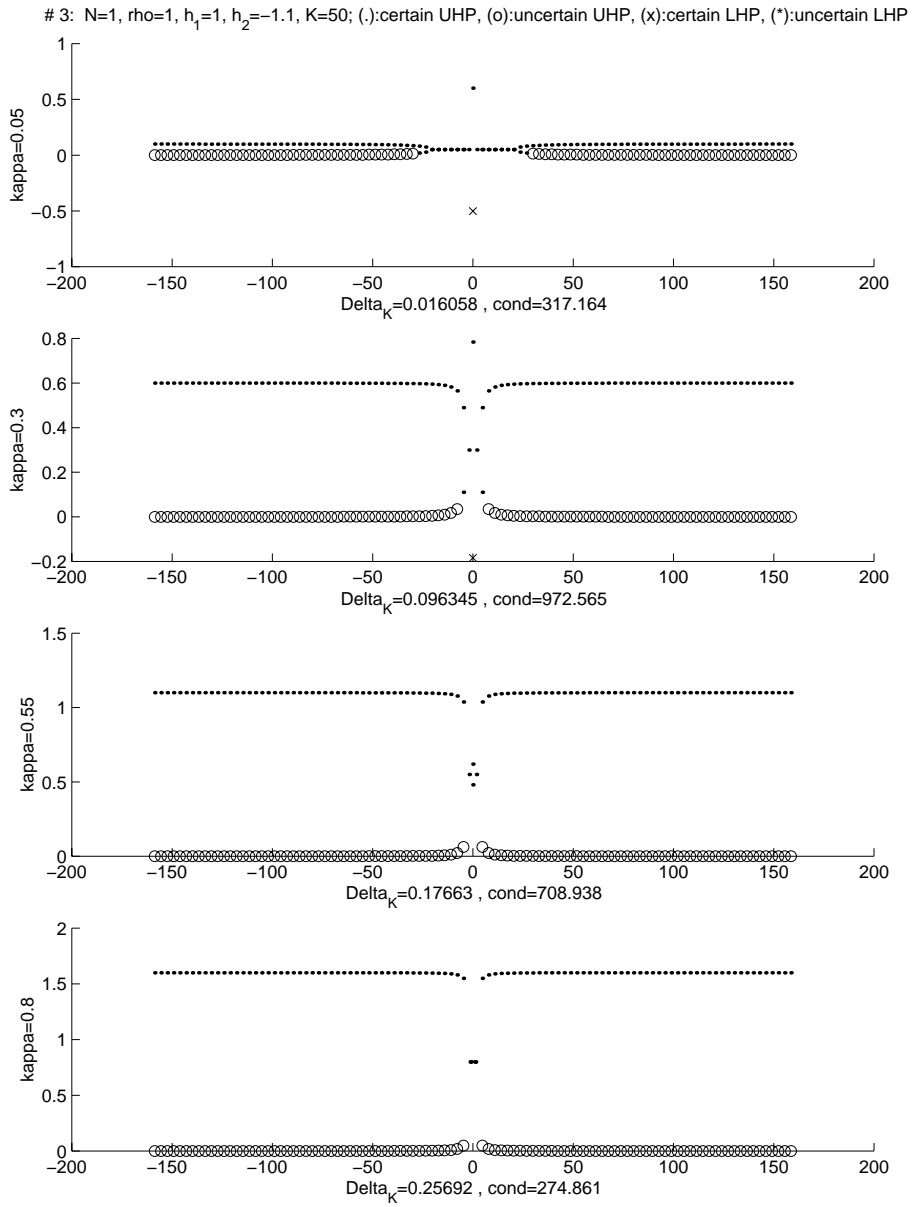 # 3: N=1, rho=1, h_1=1, h_2=−1.1, K=50; (.):certain UHP, (o):uncertain UHP, (x):certain LHP, (*):uncertain LHP
1
0.5
0
−0.5
−1
kappa=0.05
−200 −150 −100 −50 0 50 100 150 200
Delta_K=0.016058 , cond=317.164
0.8
0.6
0.4
0.2
0
−0.2
kappa=0.3
−200 −150 −100 −50 0 50 100 150 200
Delta_K=0.096345 , cond=972.565
1.5
1
0.5
0
kappa=0.55
−200 −150 −100 −50 0 50 100 150 200
Delta_K=0.17663 , cond=708.938
2
1.5
1
0.5
0
kappa=0.8
−200 −150 −100 −50 0 50 100 150 200
Delta_K=0.25692 , cond=274.861